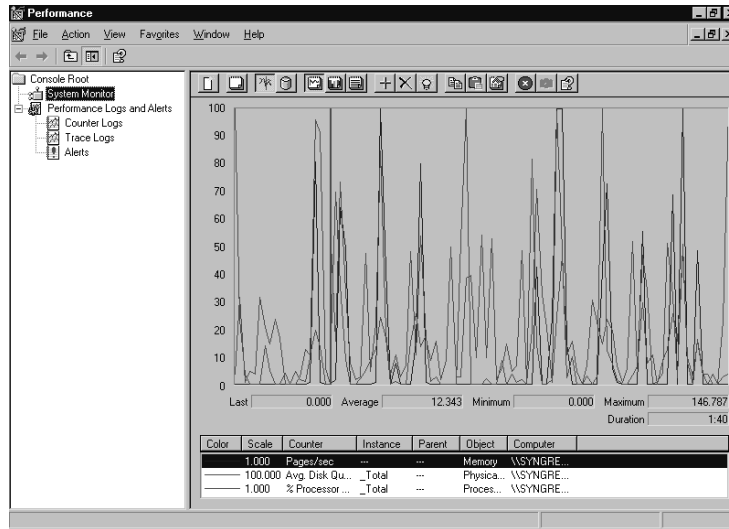 Performance
File Action View Favorites Window Help
Console Root
System Monitor
Performance Logs and Alerts
Counter Logs
Trace Logs
Alerts
100
90
80
70
60
50
40
30
20
10
0
Last 0.000 Average 12.343 Minimum 0.000 Maximum 146.787
Duration 1:40
Color Scale Counter Instance Parent Object Computer
1.000 Pages/sec --- --- Memory \\SYNGRE...
100.000 Avg. Disk Qu... _Total --- Physica... \\SYNGRE...
1.000 % Processor ... _Total --- Proces... \\SYNGRE...